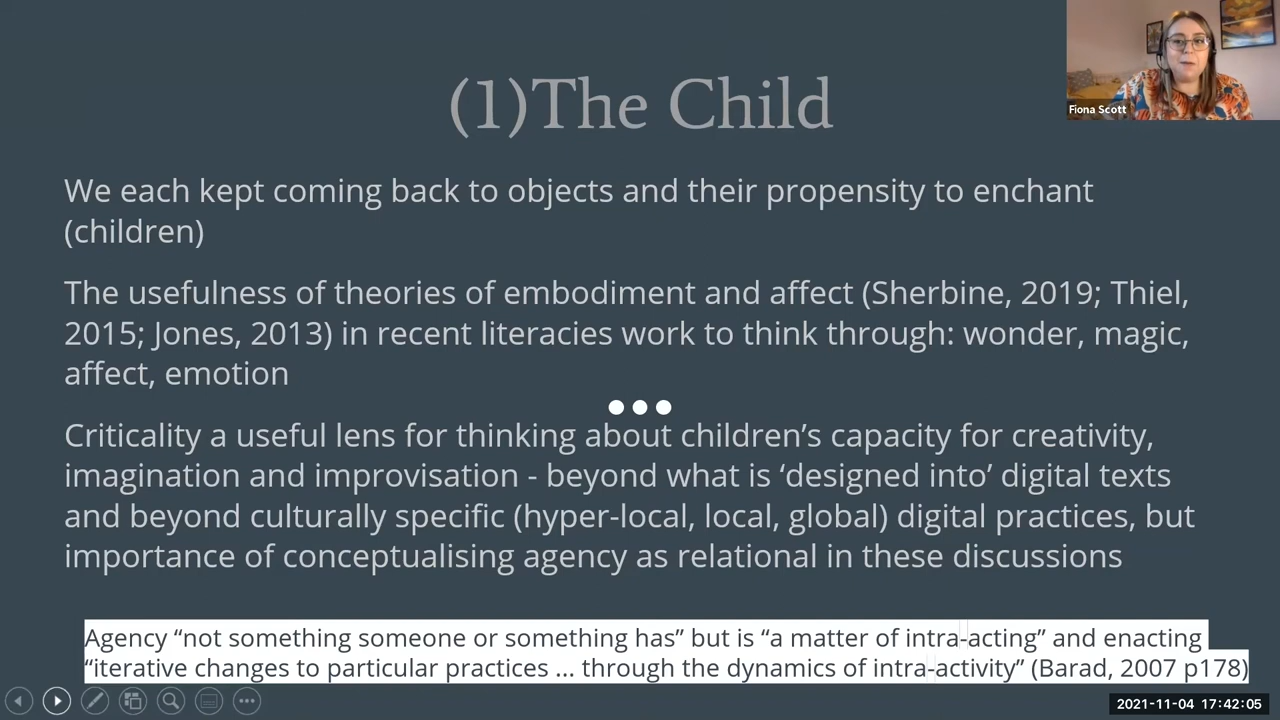 (1)The Child
Fiona Scott
We each kept coming back to objects and their propensity to enchant
(children)
The usefulness of theories of embodiment and affect (Sherbine, 2019; Thiel,
2015; Jones, 2013) in recent literacies work to think through: wonder, magic,
affect, emotion
Criticality a useful lens for thinking about children’s capacity for creativity,
imagination and improvisation - beyond what is ‘designed into’ digital texts
and beyond culturally specific (hyper-local, local, global) digital practices, but
importance of conceptualising agency as relational in these discussions
Agency “not something someone or something has” but is “a matter of intra-acting” and enacting
“iterative changes to particular practices ... through the dynamics of intra-activity” (Barad, 2007 p178)
2021-11-04 17:42:05